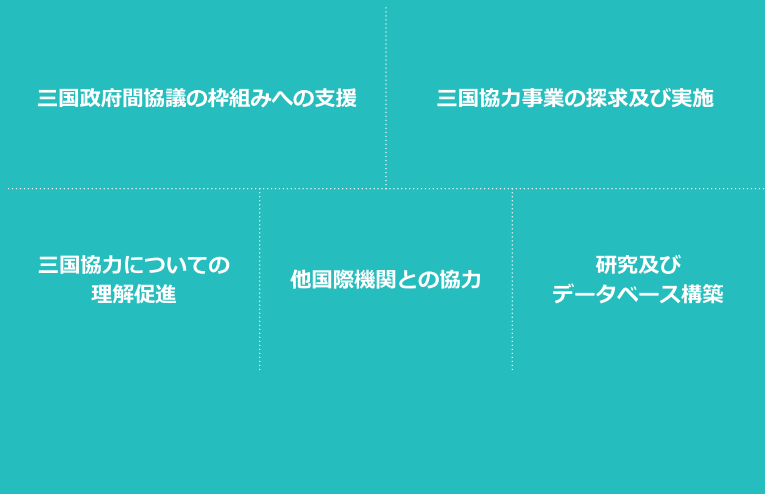 三国政府間協議の枠組みへの支援
三国協力事業の探求及び実施
三国協力についての
理解促進
他国際機関との協力
研究及び
データベース構築